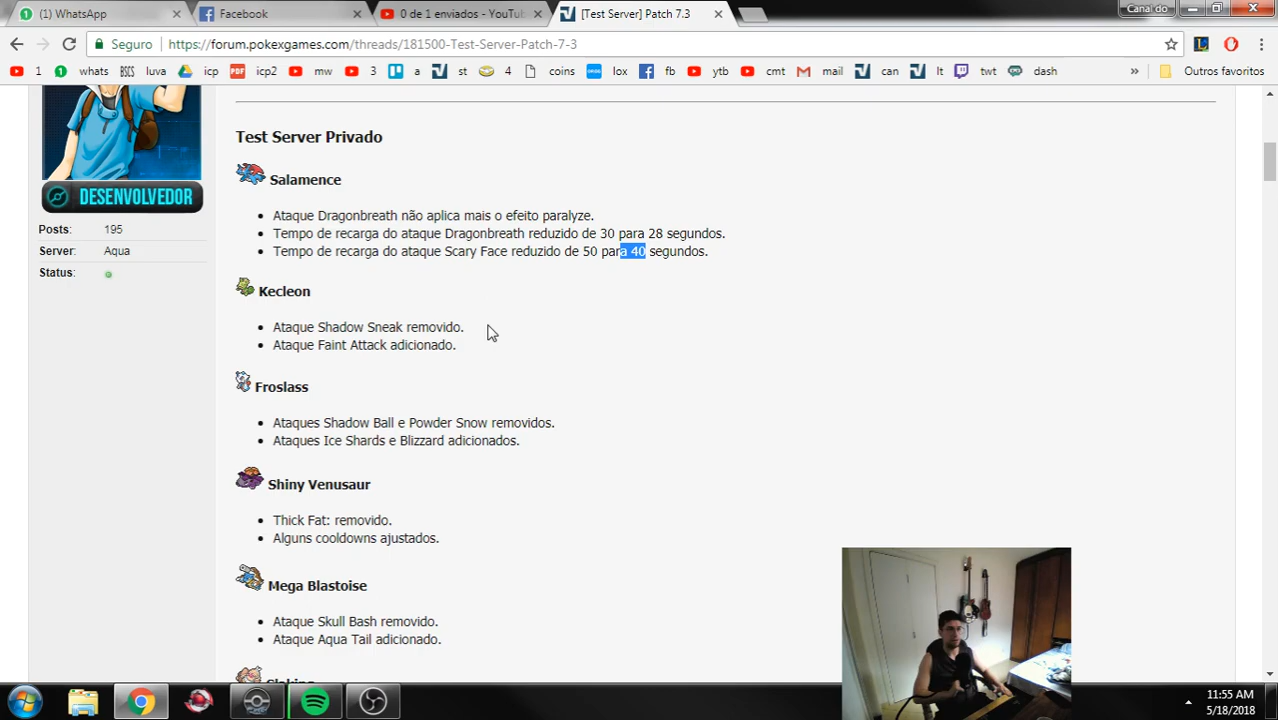 (1) WhatsApp
Facebook
0 de 1 enviados - YouTu
[Test Server] Patch 7.3
Canal do
Seguro
https://forum.pokexgames.com/threads/181500-Test-Server-Patch-7-3
1 whats BSCS luva icp PDF icp2 mw 3 a st 4 coins lox fb ytb cmt mail can lt twt dash » Outros favoritos
Test Server Privado
Salamence
DESENVOLVEDOR
Posts: 195
Server: Aqua
Status:
Ataque Dragonbreath não aplica mais o efeito paralyze.
Tempo de recarga do ataque Dragonbreath reduzido de 30 para 28 segundos.
Tempo de recarga do ataque Scary Face reduzido de 50 para 40 segundos.
Kecleon
Ataque Shadow Sneak removido.
Ataque Faint Attack adicionado.
Froslass
Ataques Shadow Ball e Powder Snow removidos.
Ataques Ice Shards e Blizzard adicionados.
Shiny Venusaur
Thick Fat: removido.
Alguns cooldowns ajustados.
Mega Blastoise
Ataque Skull Bash removido.
Ataque Aqua Tail adicionado.
Slaking
11:55 AM
5/18/2018